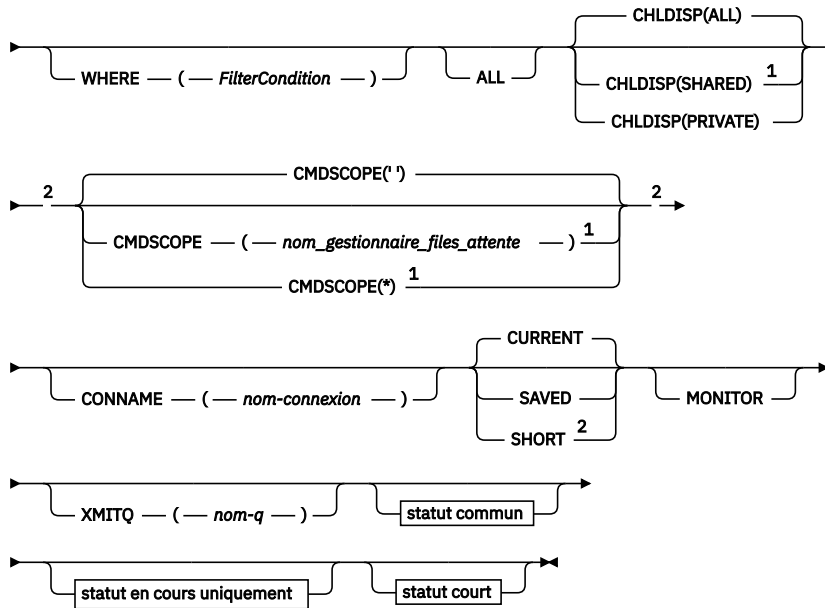 CHLDISP(ALL)
WHERE ( FilterCondition ) ALL CHLDISP(SHARED) 1
CHLDISP(PRIVATE)
2 CMDSCOPE(' ') 2
CMDSCOPE ( nom_gestionnaire_files_attente ) 1
CMDSCOPE(*) 1
CURRENT
CONNAME ( nom-connexion ) SAVED MONITOR
SHORT 2
XMITQ ( nom-q ) statut commun
statut en cours uniquement statut court